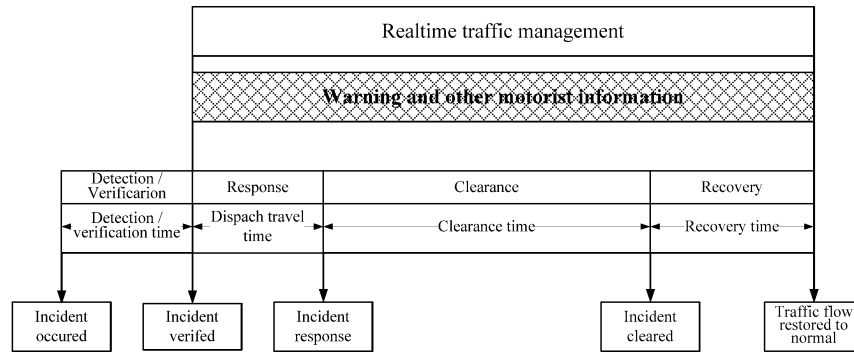 Realtime traffic management
Warning and other motorist information
Detection /
Verificarion
Response
Clearance
Recovery
Detection /
verification time
Dispach travel
time
Clearance time
Recovery time
Incident
occured
Incident
verifed
Incident
response
Incident
cleared
Traffic flow
restored to
normal